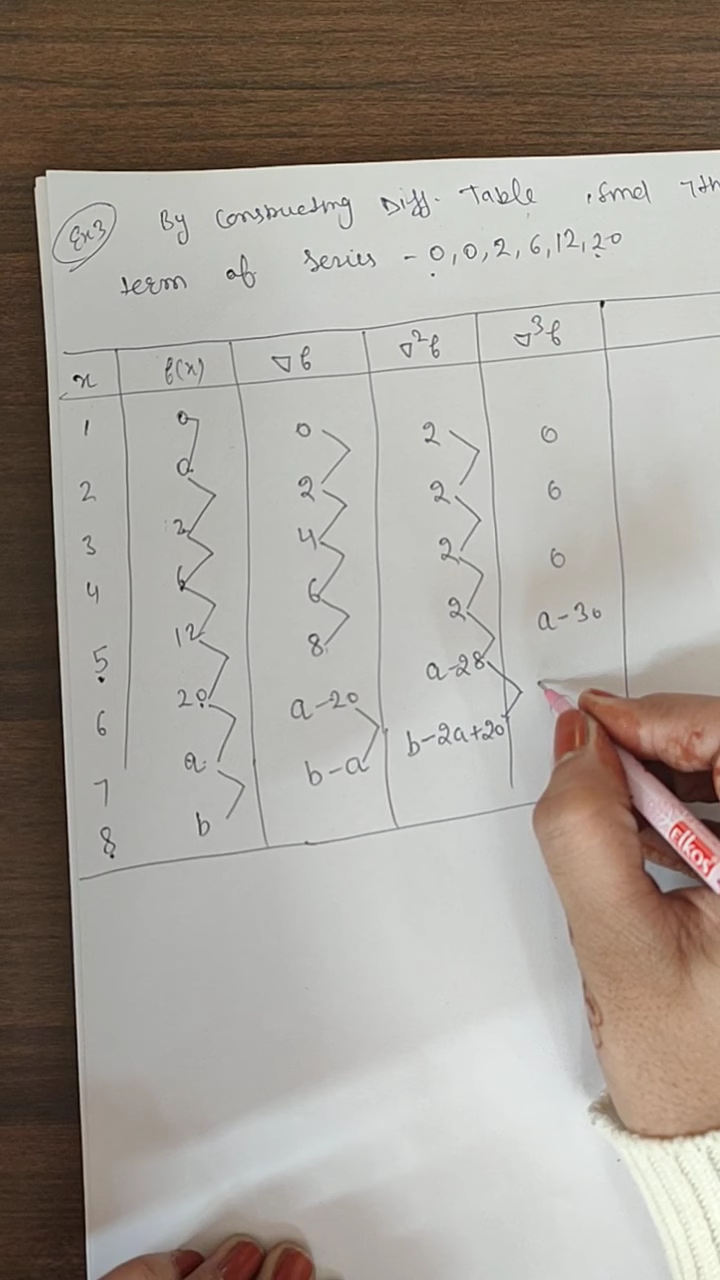 Ex3 By Constructing Diff. Table , find 7th
term of series - 0, 0, 2, 6, 12, 20
x f(x) ∇f ∇²f ∇³f
1 0 0 2 0
2 0 2 2 0
3 2 4 2 0
4 6 6 2 a-30
5 12 8 a-28
6 20 a-20 b-2a+20
7 a b-a
8 b
elkos